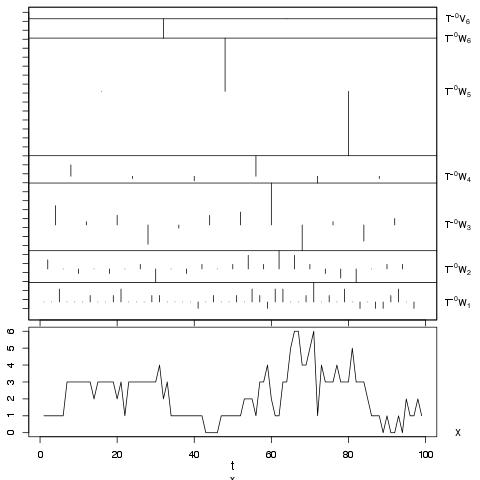 T⁻⁰V₆
T⁻⁰W₆
T⁻⁰W₅
T⁻⁰W₄
T⁻⁰W₃
T⁻⁰W₂
T⁻⁰W₁
6
5
4
3
2
1
0
X
0 20 40 60 80 100
t
x